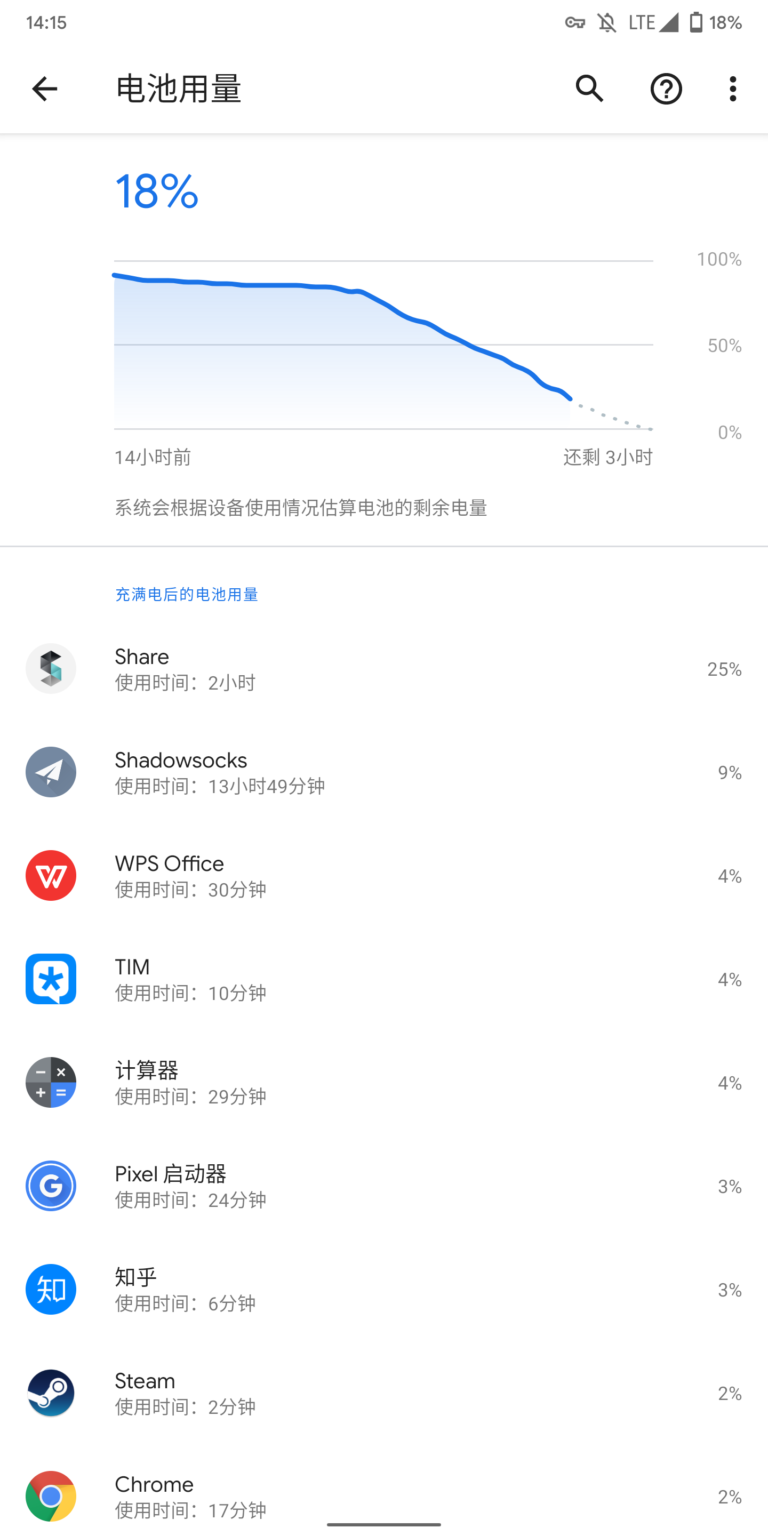 14:15 LTE 18%
电池用量
18%
100%
50%
0%
14小时前 还剩 3小时
系统会根据设备使用情况估算电池的剩余电量
充满电后的电池用量
Share
使用时间：2小时
25%
Shadowsocks
使用时间：13小时49分钟
9%
WPS Office
使用时间：30分钟
4%
TIM
使用时间：10分钟
4%
计算器
使用时间：29分钟
4%
Pixel 启动器
使用时间：24分钟
3%
知
知乎
使用时间：6分钟
3%
Steam
使用时间：2分钟
2%
Chrome
使用时间：17分钟
2%